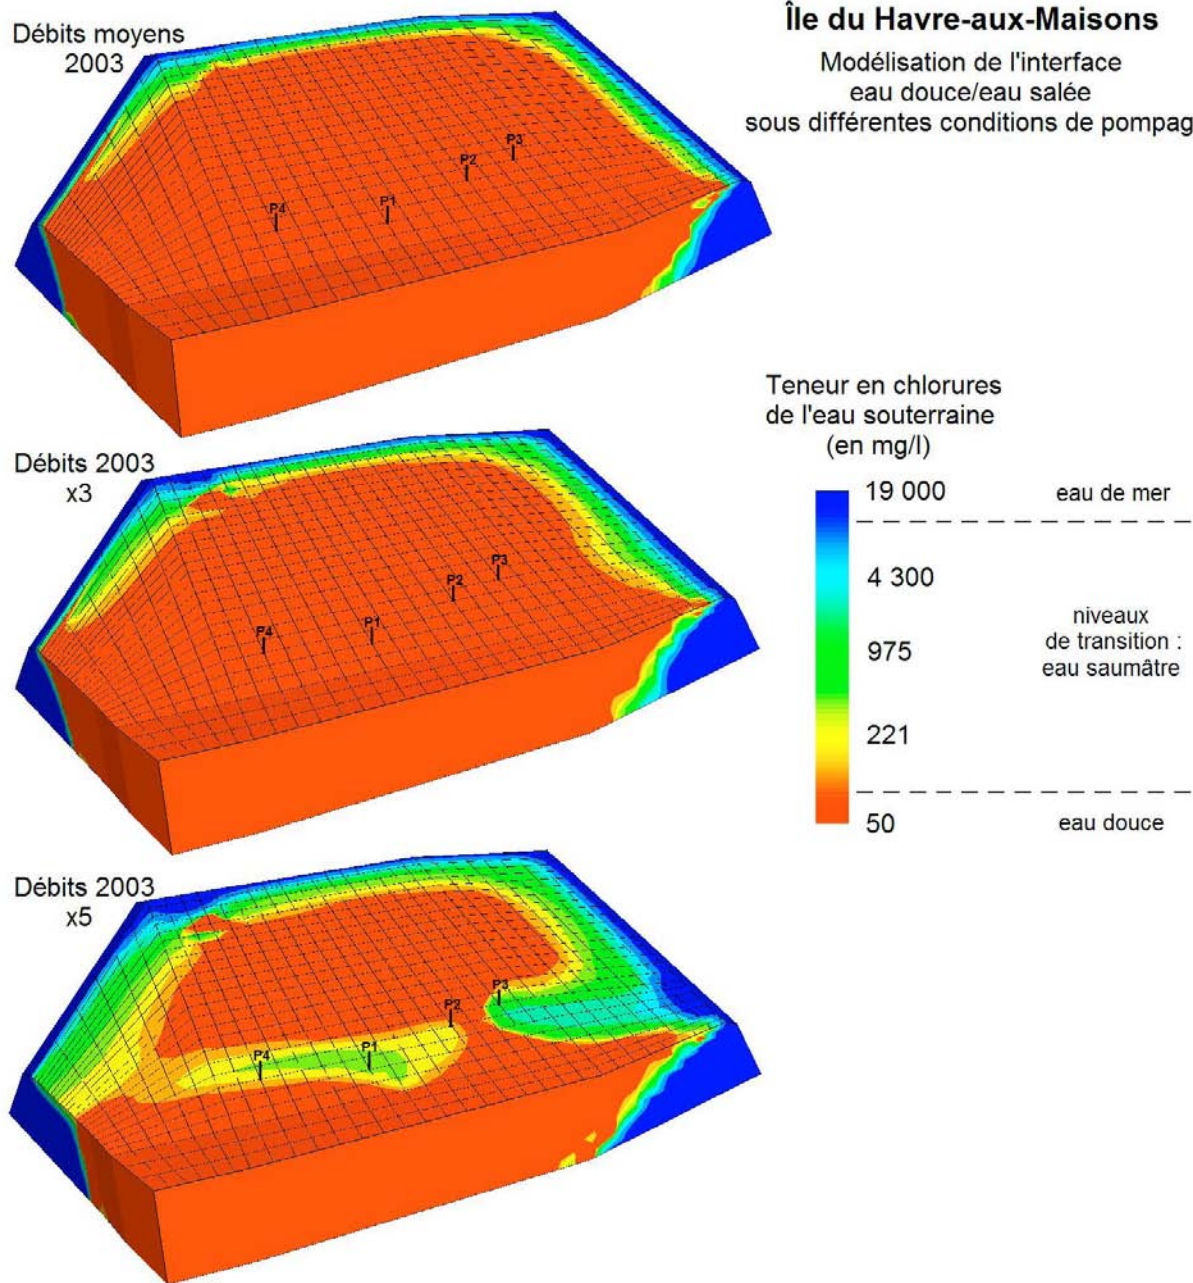 Île du Havre-aux-Maisons
Modélisation de l'interface
eau douce/eau salée
sous différentes conditions de pompag
Débits moyens
2003
P3
P2
P1
P4
Débits 2003
x3
P3
P2
P1
P4
Teneur en chlorures
de l'eau souterraine
(en mg/l)
19 000
eau de mer
4 300
975
niveaux
de transition :
eau saumâtre
221
50
eau douce
Débits 2003
x5
P3
P2
P1
P4